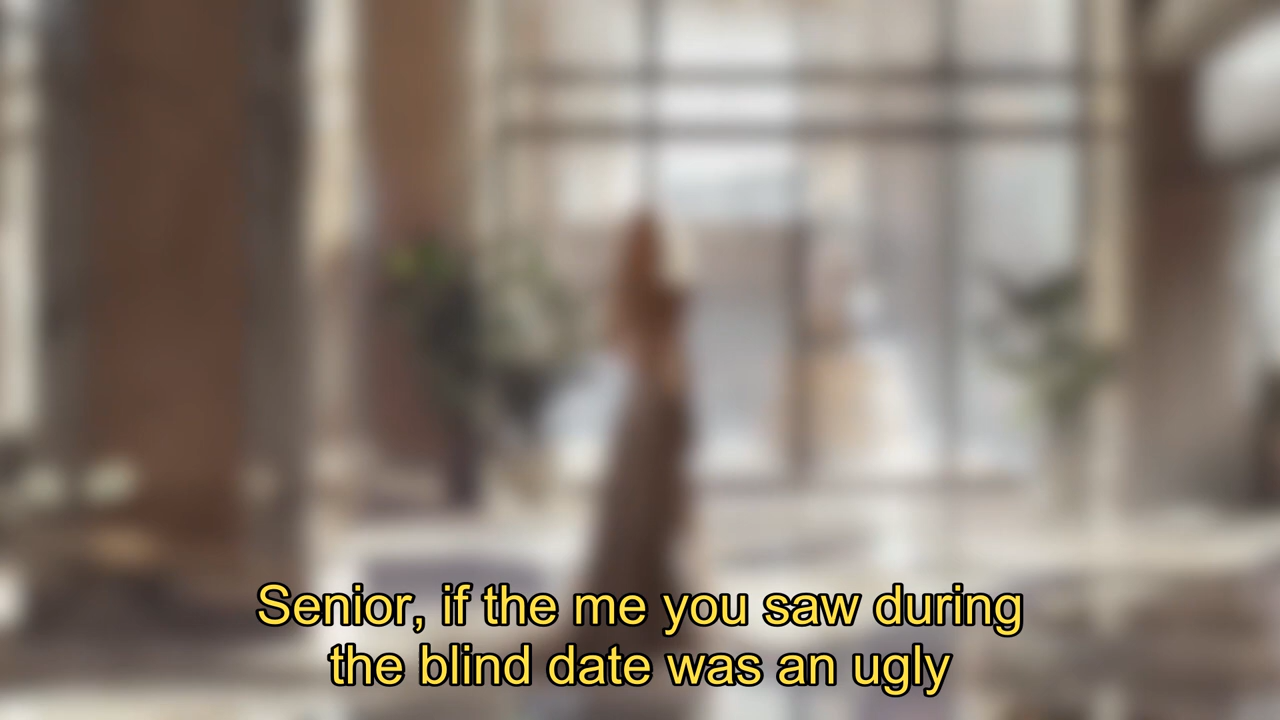 Senior, if the me you saw during
the blind date was an ugly